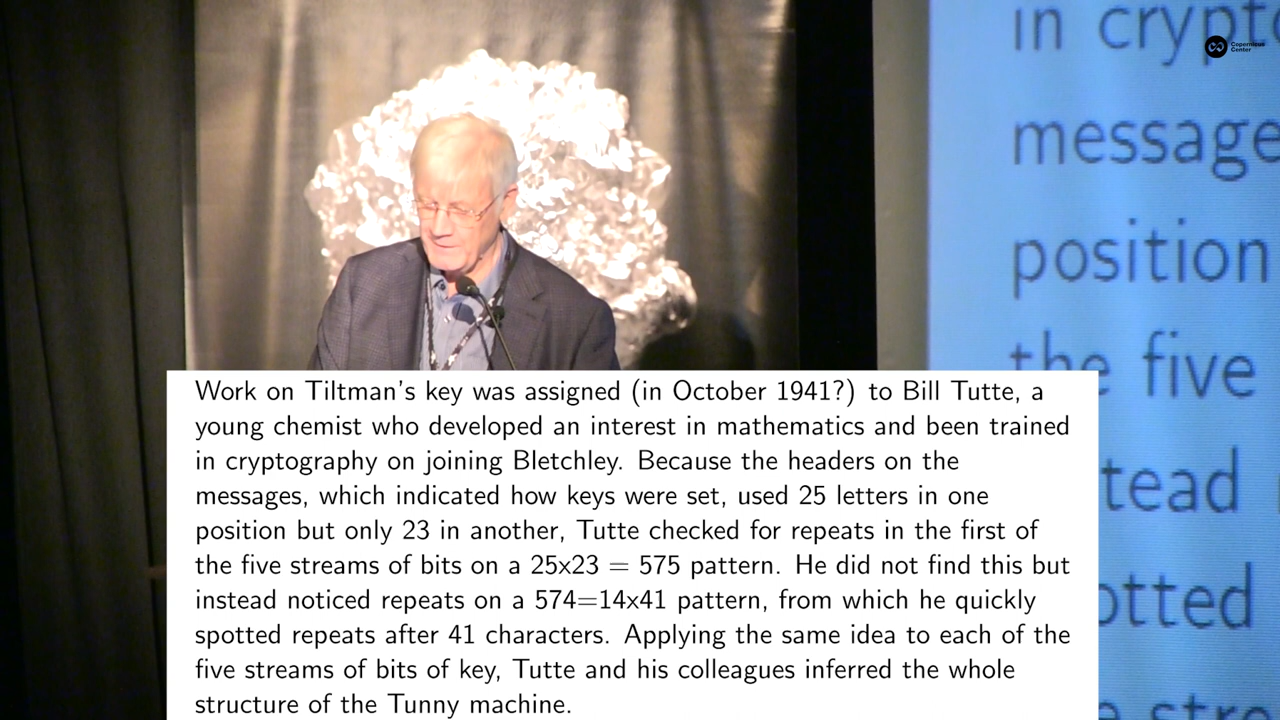 in crypto
Copernicus
Center
message
position
the five
tead
otted
e stre
Work on Tiltman's key was assigned (in October 1941?) to Bill Tutte, a
young chemist who developed an interest in mathematics and been trained
in cryptography on joining Bletchley. Because the headers on the
messages, which indicated how keys were set, used 25 letters in one
position but only 23 in another, Tutte checked for repeats in the first of
the five streams of bits on a 25x23 = 575 pattern. He did not find this but
instead noticed repeats on a 574=14x41 pattern, from which he quickly
spotted repeats after 41 characters. Applying the same idea to each of the
five streams of bits of key, Tutte and his colleagues inferred the whole
structure of the Tunny machine.